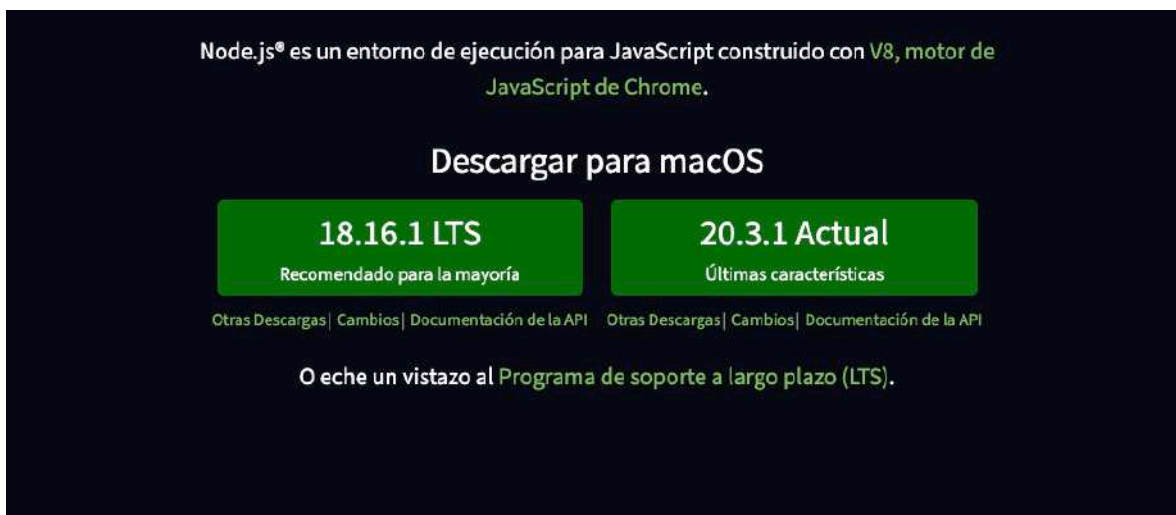 Node.js® es un entorno de ejecución para JavaScript construido con V8, motor de
JavaScript de Chrome.
Descargar para macOS
18.16.1 LTS
Recomendado para la mayoría
20.3.1 Actual
Últimas características
Otras Descargas| Cambios| Documentación de la API
Otras Descargas| Cambios| Documentación de la API
O eche un vistazo al Programa de soporte a largo plazo (LTS).